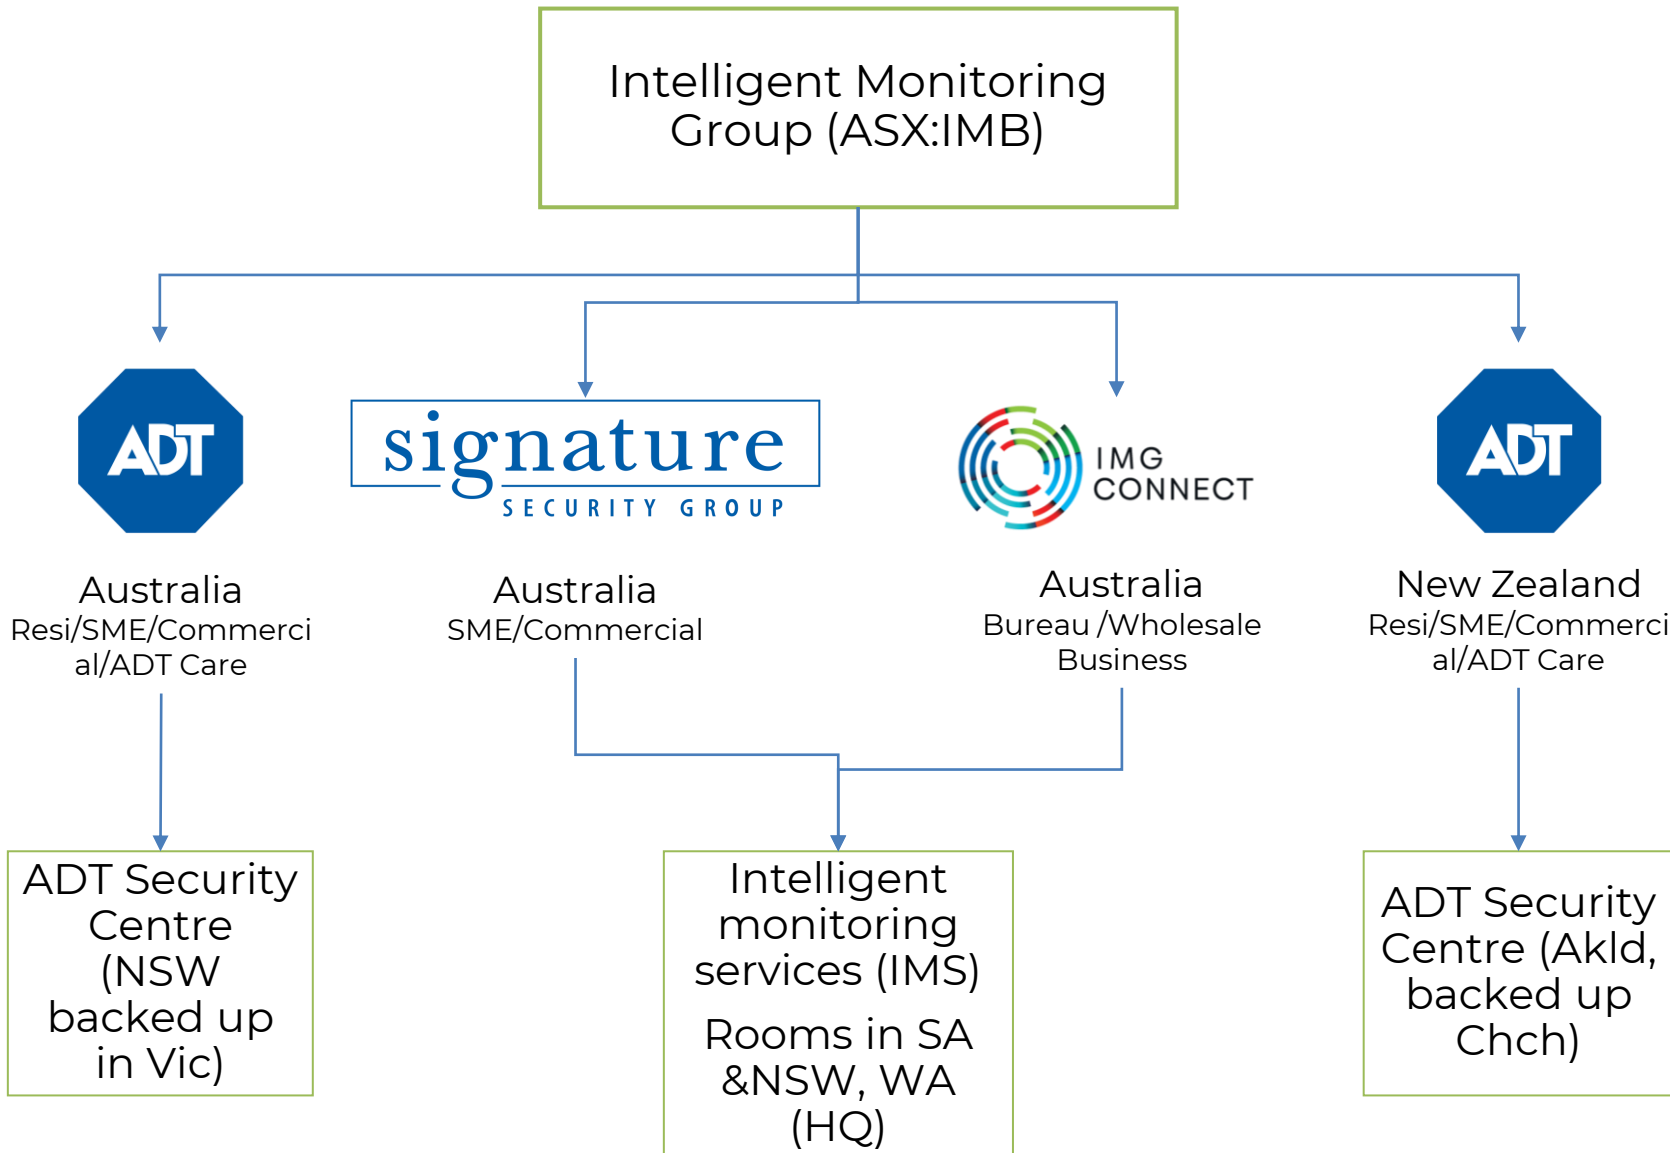 Intelligent Monitoring
Group (ASX:IMB)
ADT
signature
SECURITY GROUP
IMG
CONNECT
ADT
Australia
Resi/SME/Commerci
al/ADT Care
Australia
SME/Commercial
Australia
Bureau /Wholesale
Business
New Zealand
Resi/SME/Commerci
al/ADT Care
ADT Security
Centre
(NSW
backed up
in Vic)
Intelligent
monitoring
services (IMS)
Rooms in SA
&NSW, WA
(HQ)
ADT Security
Centre (Akld,
backed up
Chch)